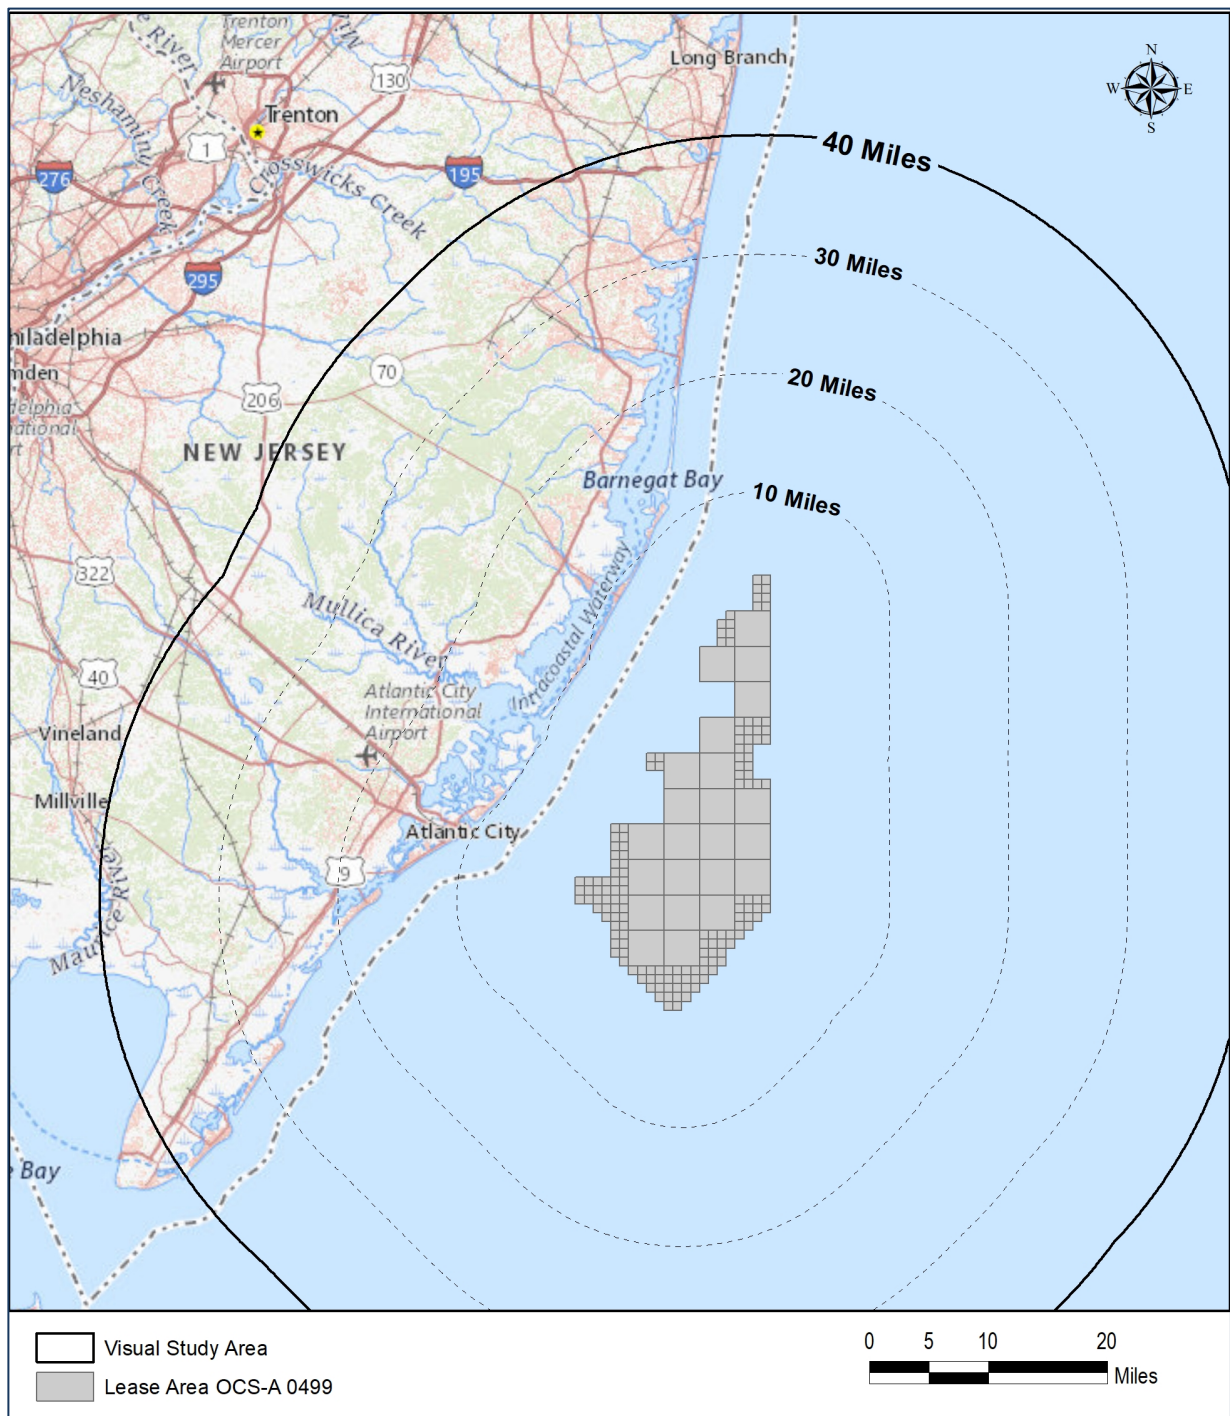 Trenton
Mercer
Airport
Long Branch
N
W
E
S
130
Neshaminy
Creek
Trenton
1
40 Miles
276
195
Crosswicks Creek
30 Miles
295
hiladelphia
70
20 Miles
mden
206
NEW JERSEY
Barnegat Bay
10 Miles
322
Intracoastal Waterway
Mullica River
40
Atlantic City
International
Airport
Vineland
Millville
Atlantic City
9
Maurice River
Bay
Visual Study Area
Lease Area OCS-A 0499
0 5 10 20
Miles